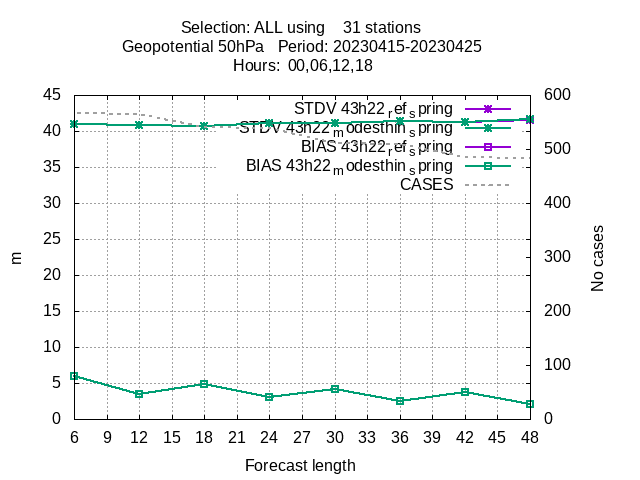 Selection: ALL using    31 stations
Geopotential 50hPa   Period: 20230415-20230425
Hours:  00,06,12,18
45
40
35
30
25
20
15
10
5
0
m
600
500
400
300
200
100
0
No cases
STDV 43h22_ref_spring
STDV 43h22_modesthin_spring
BIAS 43h22_ref_spring
BIAS 43h22_modesthin_spring
CASES
6 9 12 15 18 21 24 27 30 33 36 39 42 45 48
Forecast length